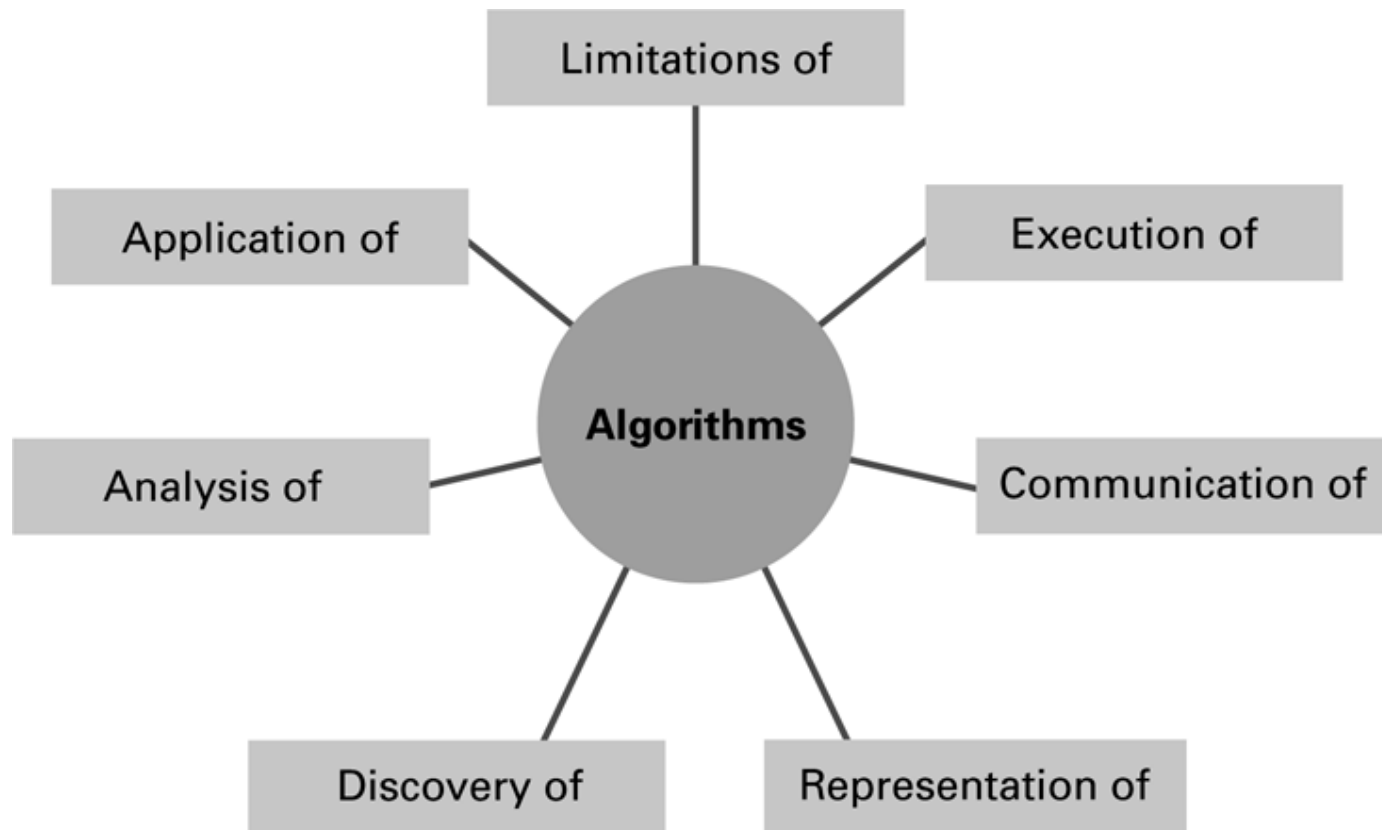 Limitations of
Application of
Execution of
Algorithms
Analysis of
Communication of
Discovery of
Representation of